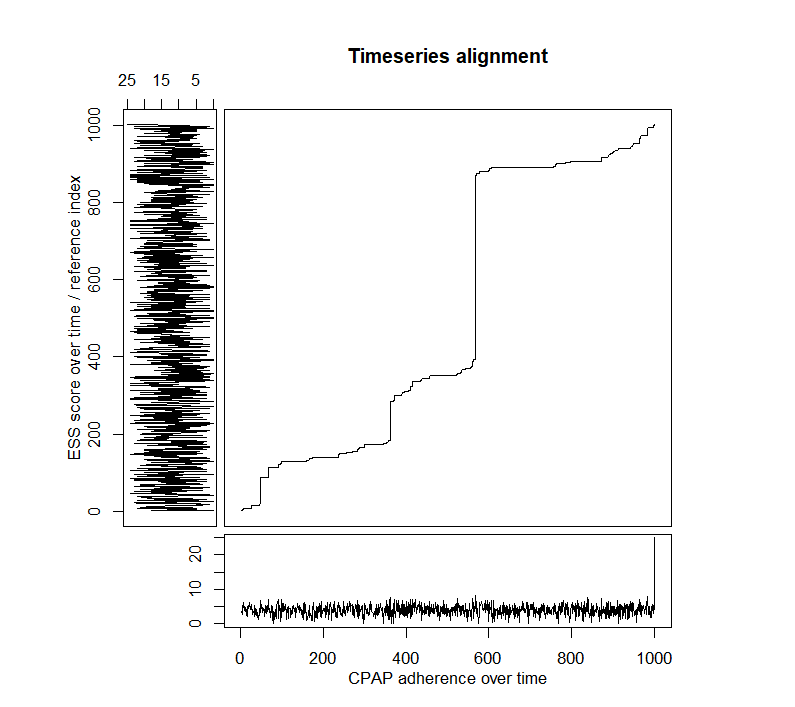 Timeseries alignment
25 15 5
ESS score over time / reference index
1000
800
600
400
200
0
20
10
0
0 200 400 600 800 1000
CPAP adherence over time